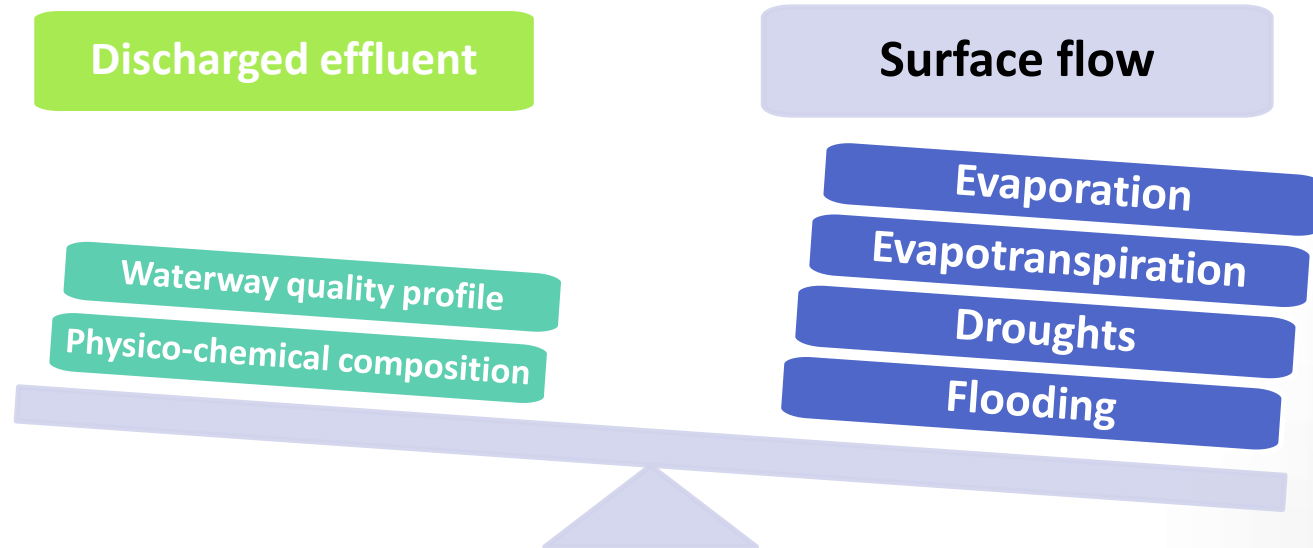 Discharged effluent
Surface flow
Waterway quality profile
Physico-chemical composition
Evaporation
Evapotranspiration
Droughts
Flooding